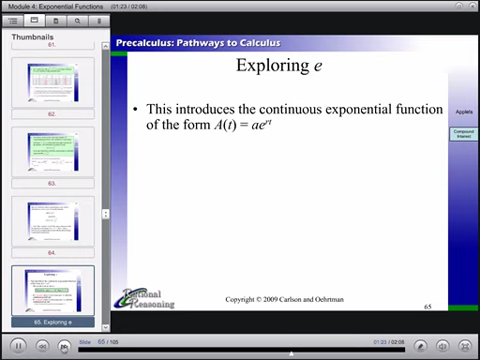 Module 4: Exponential Functions
(01:23 / 02:08)
Thumbnails
61.
62.
63.
64.
65. Exploring e
Precalculus: Pathways to Calculus
Exploring e
• This introduces the continuous exponential function
of the form A(t) = ae^rt
Applets
Compound
Interest
Rational
Reasoning
Copyright © 2009 Carlson and Oehrtman
65
Slide
65 / 105
01:23 / 02:08